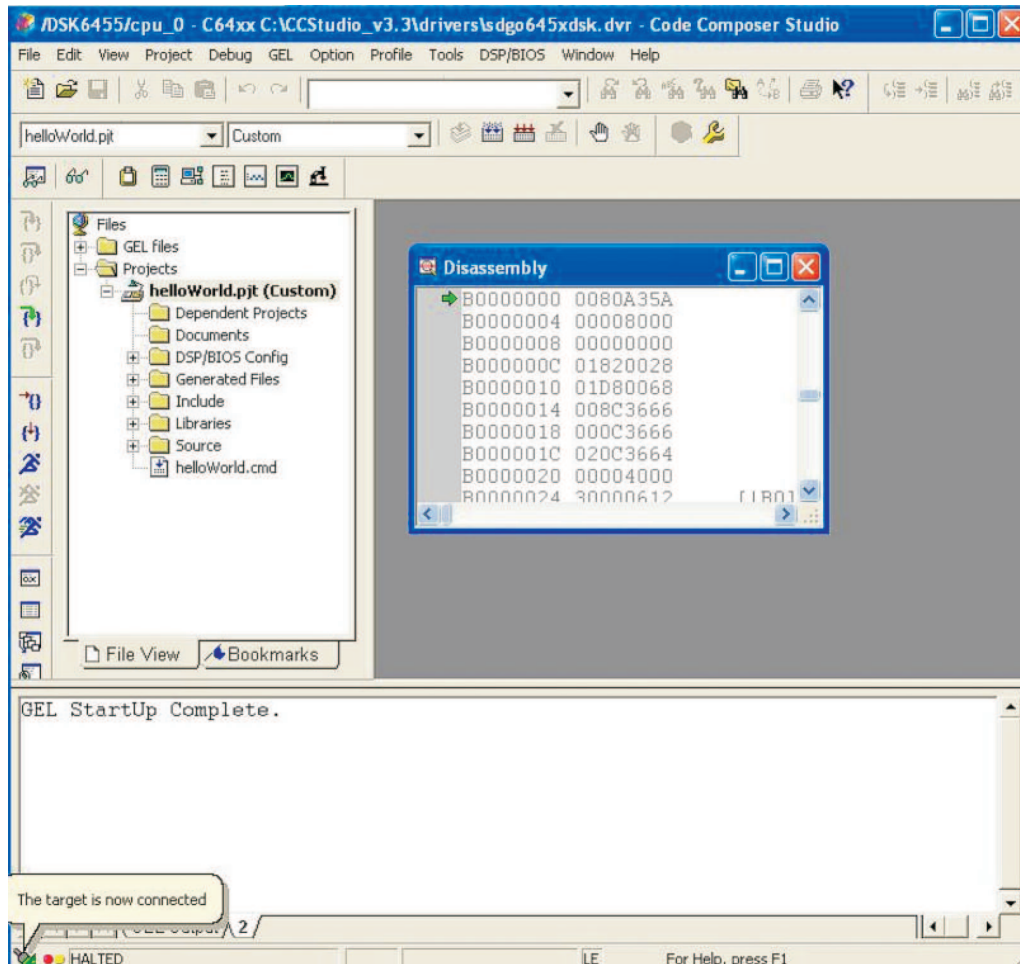 /DSK6455/cpu_0 - C64xx C:\CCStudio_v3.3\drivers\sdgo645xdsk.dvr - Code Composer Studio
File Edit View Project Debug GEL Option Profile Tools DSP/BIOS Window Help
helloWorld.pjt Custom
Files
GEL files
Projects
helloWorld.pjt (Custom)
Dependent Projects
Documents
DSP/BIOS Config
Generated Files
Include
Libraries
Source
helloWorld.cmd
File View Bookmarks
Disassembly
B0000000 0080A35A
B0000004 00008000
B0000008 00000000
B000000C 01820028
B0000010 01D80068
B0000014 008C3666
B0000018 000C3666
B000001C 020C3664
B0000020 00004000
B0000024 30000612 [!B0]
GEL StartUp Complete.
The target is now connected
2
HALTED LE For Help, press F1